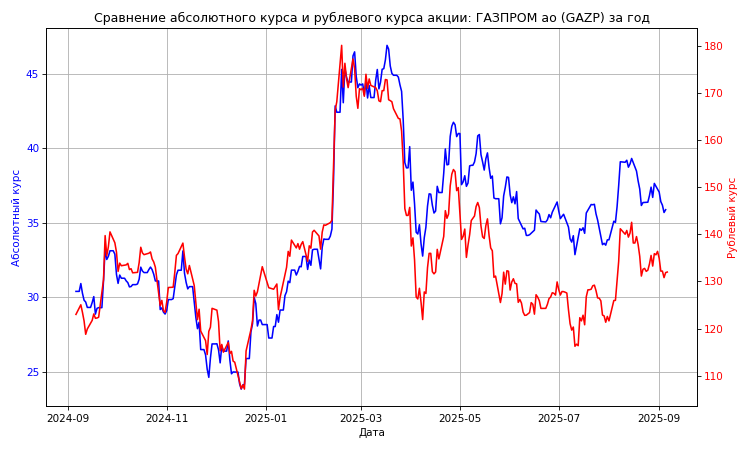 Сравнение абсолютного курса и рублевого курса акции: ГАЗПРОМ ао (GAZP) за год
Абсолютный курс
45
40
35
30
25
180
170
160
150
140
130
120
110
Рублевый курс
2024-09 2024-11 2025-01 2025-03 2025-05 2025-07 2025-09
Дата